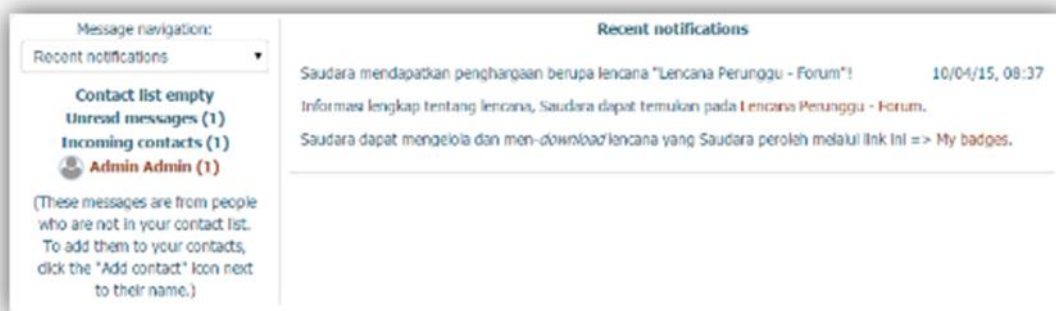 Message navigation:
Recent notifications
Contact list empty
Unread messages (1)
Incoming contacts (1)
Admin Admin (1)
(These messages are from people
who are not in your contact list.
To add them to your contacts,
click the "Add contact" icon next
to their name.)
Recent notifications
Saudara mendapatkan penghargaan berupa lencana "Lencana Perunggu - Forum"! 10/04/15, 08:37
Informasi lengkap tentang lencana, Saudara dapat temukan pada Lencana Perunggu - Forum.
Saudara dapat mengelola dan men-download lencana yang Saudara peroleh melalui link ini => My badges.